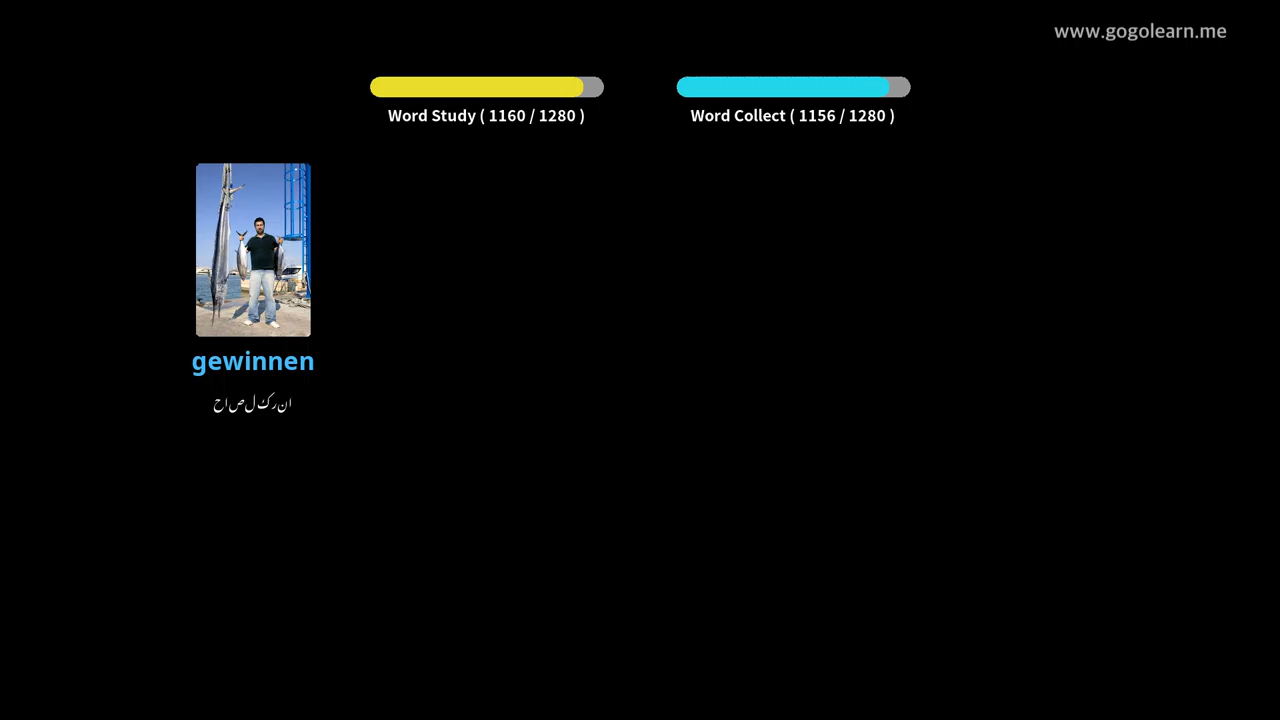 www.gogolearn.me
Word Study ( 1160 / 1280 )
Word Collect ( 1156 / 1280 )
gewinnen
حاصل کرنا